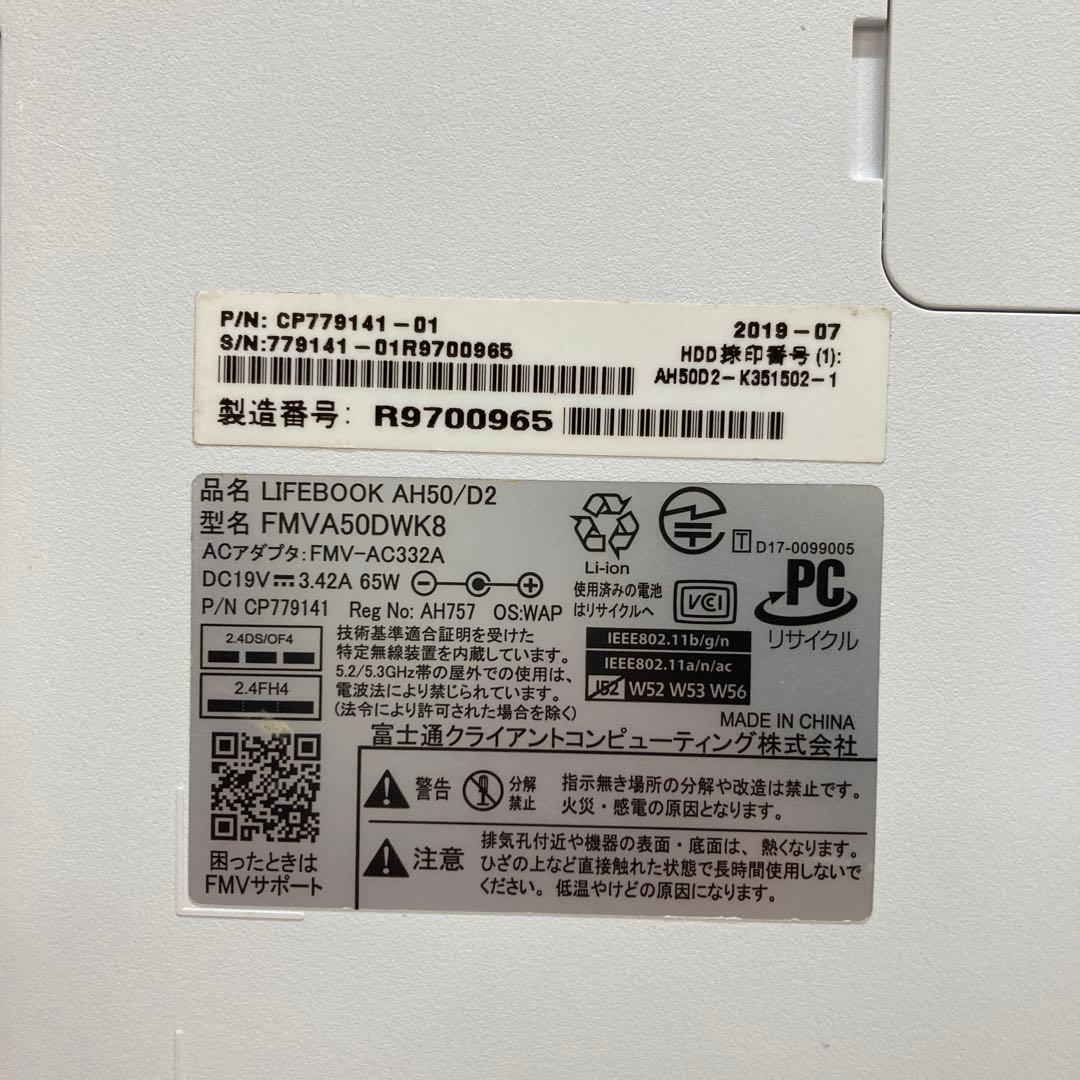 P/N: CP779141-01
2019-07
S/N:779141-01R9700965
HDD捺印番号(1):
AH50D2-K351502-1
製造番号: R9700965
品名 LIFEBOOK AH50/D2
型名 FMVA50DWK8
ACアダプタ:FMV-AC332A
DC19V 3.42A 65W
P/N CP779141 Reg No: AH757 OS:WAP
Li-ion
使用済みの電池
はリサイクルへ
T D17-0099005
VCCI
PC
リサイクル
2.4DS/OF4
2.4FH4
技術基準適合証明を受けた
特定無線装置を内蔵しています。
5.2/5.3GHz帯の屋外での使用は、
電波法により禁じられています。
(法令により許可された場合を除く)
IEEE802.11b/g/n
IEEE802.11a/n/ac
J52 W52 W53 W56
MADE IN CHINA
富士通クライアントコンピューティング株式会社
困ったときは
FMVサポート
警告
分解
禁止
指示無き場所の分解や改造は禁止です。
火災・感電の原因となります。
注意
排気孔付近や機器の表面・底面は、熱くなります。
ひざの上など直接触れた状態で長時間使用しないで
ください。低温やけどの原因になります。